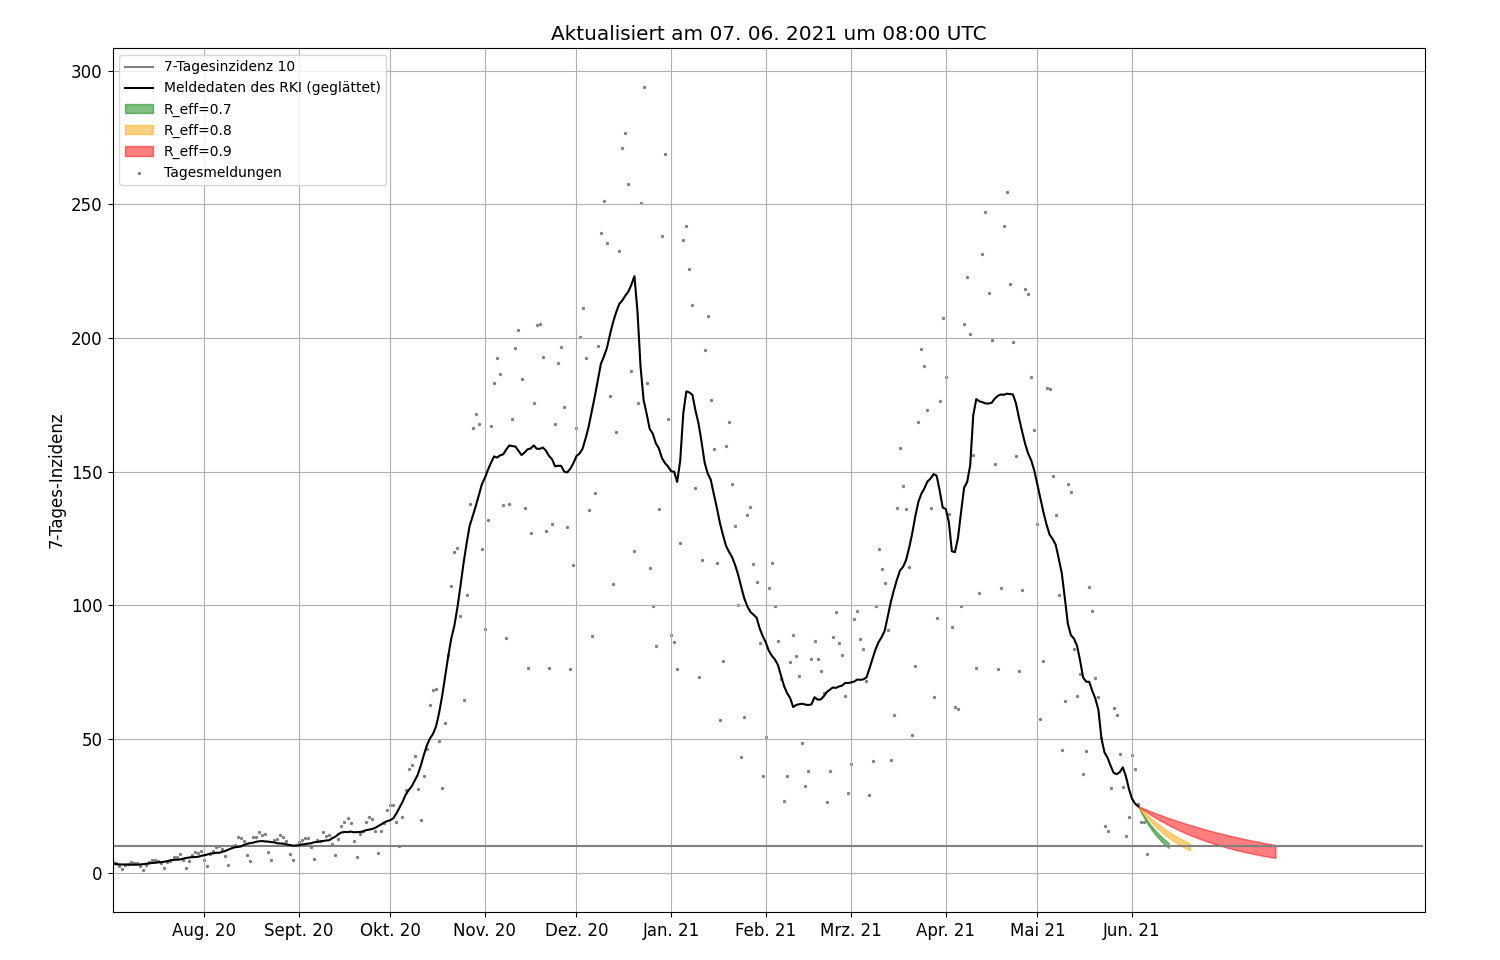 Aktualisiert am 07. 06. 2021 um 08:00 UTC
7-Tagesinzidenz 10
Meldedaten des RKI (geglättet)
R_eff=0.7
R_eff=0.8
R_eff=0.9
Tagesmeldungen
7-Tages-Inzidenz
300
250
200
150
100
50
0
Aug. 20
Sept. 20
Okt. 20
Nov. 20
Dez. 20
Jan. 21
Feb. 21
Mrz. 21
Apr. 21
Mai 21
Jun. 21